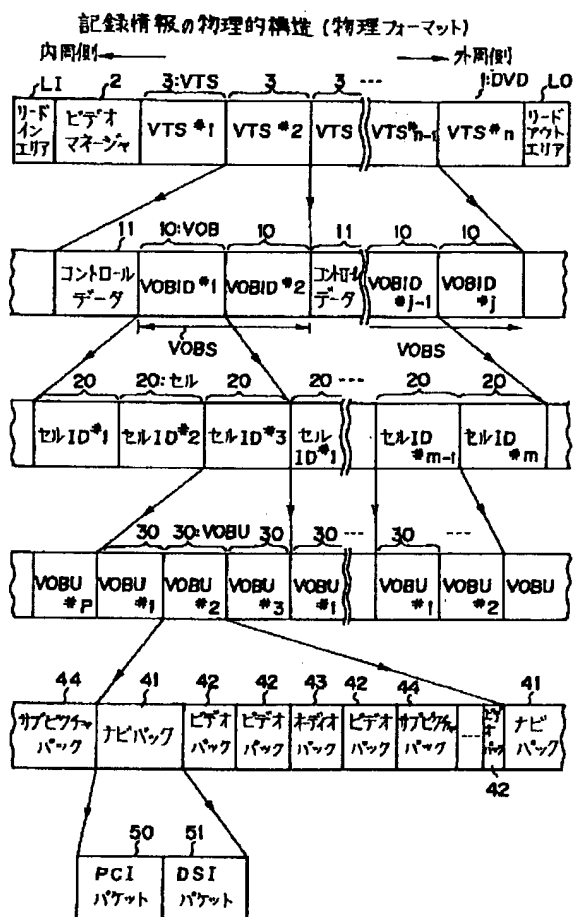 記録情報の物理的構造(物理フォーマット)
内周側 外周側
LI 2 3:VTS 3 3 --- 1:DVD LO
リードインエリア ビデオマネージャ VTS #1 VTS #2 VTS VTS #n-1 VTS #n リードアウトエリア
11 10:VOB 10 11 10 10
コントロールデータ VOBID #1 VOBID #2 コントロールデータ VOBID #j-1 VOBID #j
VOBS VOBS
20 20:セル 20 20 --- 20 20
セルID#1 セルID#2 セルID#3 セルID#1 セルID #m-1 セルID #m
30 30:VOBU 30 30 --- 30 ---
VOBU #P VOBU #1 VOBU #2 VOBU #3 VOBU #1 VOBU #1 VOBU #2 VOBU
44 41 42 42 43 42 44 41
サブピクチャパック ナビパック ビデオパック ビデオパック オーディオパック ビデオパック サブピクチャパック ---- ビデオパック ナビパック
42
50 51
PCIパケット DSIパケット